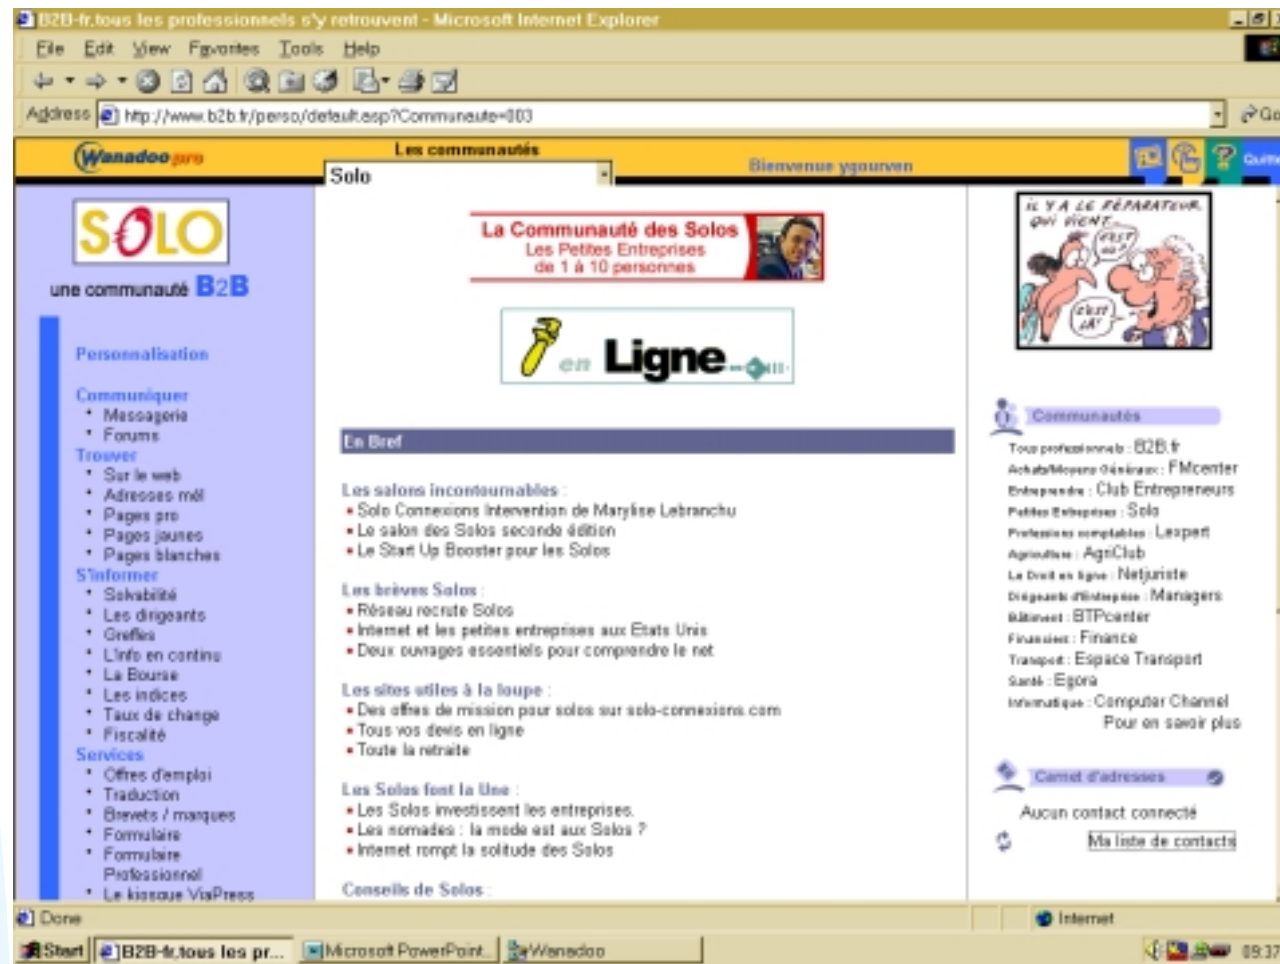 B2B-fr,tous les professionnels s'y retrouvent - Microsoft Internet Explorer
File Edit View Favorites Tools Help
Address http://www.b2b.fr/perso/default.asp?Communaute=003 Go
Wanadoo pro
Les communautés
Solo
Bienvenue ygourven
Quitter
SOLO
une communauté B2B
Personnalisation
Communiquer
Messagerie
Forums
Trouver
Sur le web
Adresses mél
Pages pro
Pages jaunes
Pages blanches
S'informer
Solvabilité
Les dirigeants
Greffes
L'info en continu
La Bourse
Les indices
Taux de change
Fiscalité
Services
Offres d'emploi
Traduction
Brevets / marques
Formulaire
Formulaire
Professionnel
Le kiosque ViaPress
La Communauté des Solos
Les Petites Entreprises
de 1 à 10 personnes
en Ligne
En Bref
Les salons incontournables :
Solo Connexions Intervention de Marylise Lebranchu
Le salon des Solos seconde édition
Le Start Up Booster pour les Solos
Les brèves Solos :
Réseau recrute Solos
Internet et les petites entreprises aux Etats Unis
Deux ouvrages essentiels pour comprendre le net
Les sites utiles à la loupe :
Des offres de mission pour solos sur solo-connexions.com
Tous vos devis en ligne
Toute la retraite
Les Solos font la Une :
Les Solos investissent les entreprises.
Les nomades : la mode est aux Solos ?
Internet rompt la solitude des Solos
Conseils de Solos :
IL Y A LE RÉPARATEUR
QUI VIENT...
C'EST
OÙ?
C'EST
LÀ!
Communautés
Tous professionnels : B2B.fr
Achats/Moyens Généraux : FMcenter
Entreprendre : Club Entrepreneurs
Petites Entreprises : Solo
Professions comptables : Lexpert
Agriculture : AgriClub
Le Droit en ligne : Netjuriste
Dirigeants d'Entreprise : Managers
Bâtiment : BTPcenter
Financiers : Finance
Transport : Espace Transport
Santé : Egora
Informatique : Computer Channel
Pour en savoir plus
Carnet d'adresses
Aucun contact connecté
Ma liste de contacts
Done
Internet
Start B2B-fr,tous les pr... Microsoft PowerPoint... Wanadoo 09:37